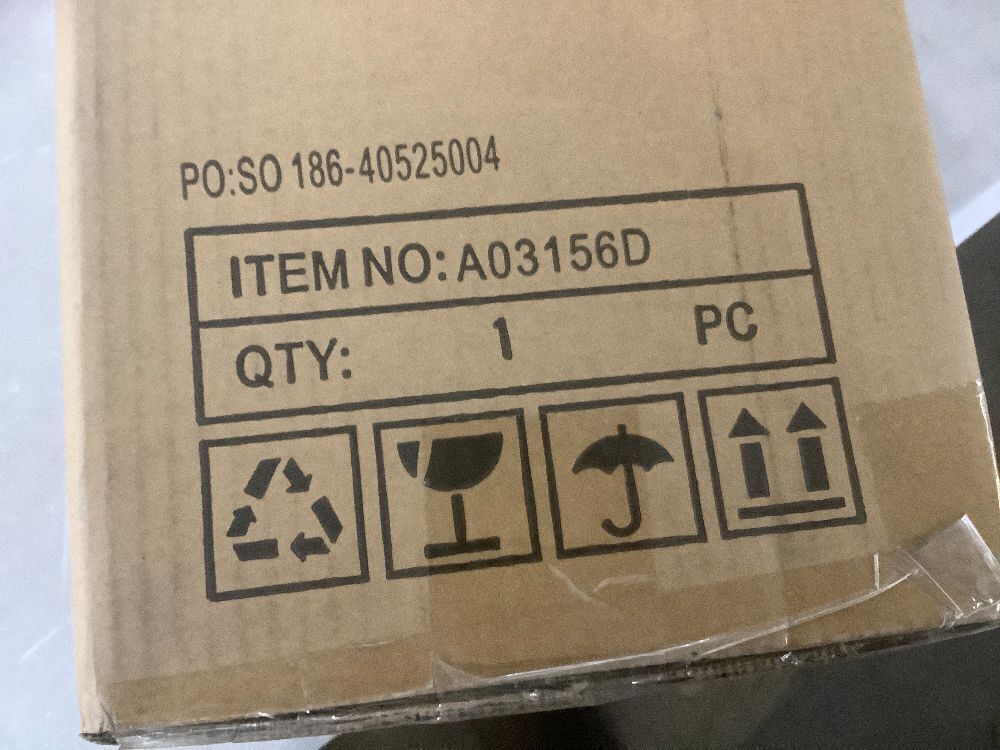 PO:SO 186-40525004
ITEM NO: A03156D
QTY: 1 PC